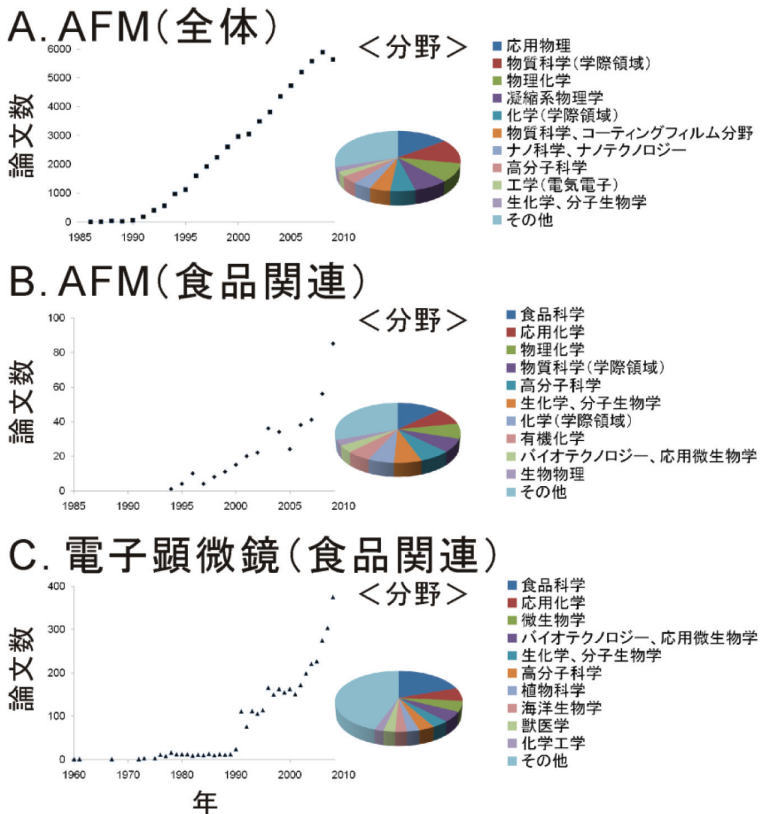 A. AFM(全体)
<分野>
論文数
6000
5000
4000
3000
2000
1000
0
1985
1990
1995
2000
2005
2010
応用物理
物質科学(学際領域)
物理化学
凝縮系物理学
化学(学際領域)
物質科学、コーティングフィルム分野
ナノ科学、ナノテクノロジー
高分子科学
工学(電気電子)
生化学、分子生物学
その他
B. AFM(食品関連)
<分野>
論文数
100
80
60
40
20
0
1985
1990
1995
2000
2005
2010
食品科学
応用化学
物理化学
物質科学(学際領域)
高分子科学
生化学、分子生物学
化学(学際領域)
有機化学
バイオテクノロジー、応用微生物学
生物物理
その他
C. 電子顕微鏡(食品関連)
<分野>
論文数
400
300
200
100
0
1960
1970
1980
1990
2000
2010
年
食品科学
応用化学
微生物学
バイオテクノロジー、応用微生物学
生化学、分子生物学
高分子科学
植物科学
海洋生物学
獣医学
化学工学
その他